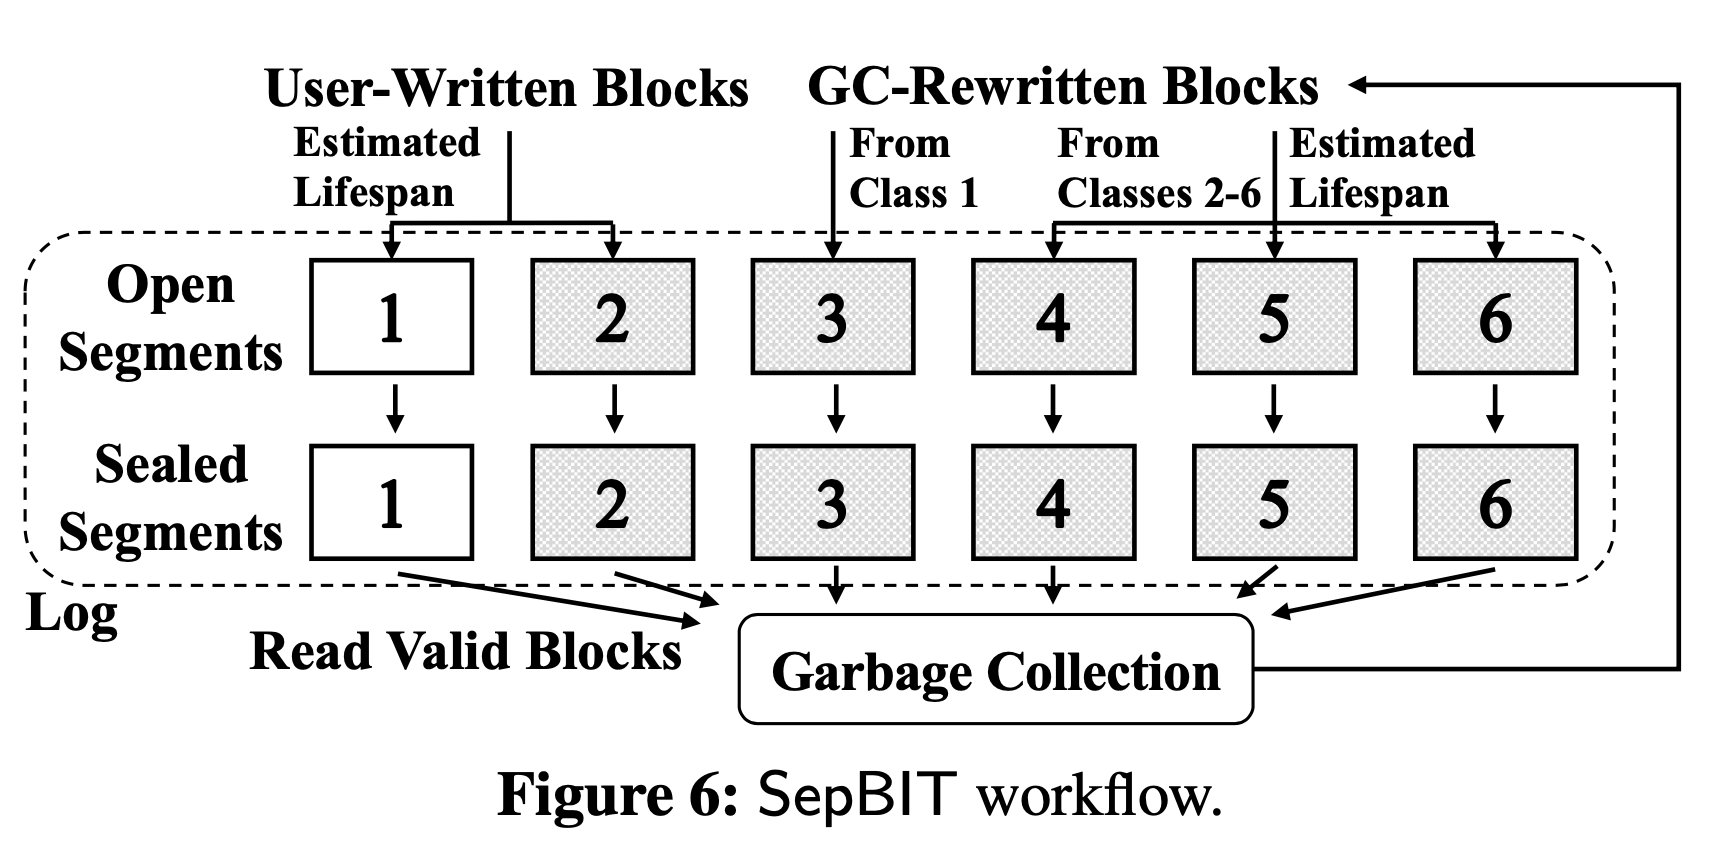 User-Written Blocks
GC-Rewritten Blocks
Estimated
Lifespan
From
Class 1
From
Classes 2-6
Estimated
Lifespan
Open
Segments
1
2
3
4
5
6
Sealed
Segments
1
2
3
4
5
6
Log
Read Valid Blocks
Garbage Collection
Figure 6: SepBIT workflow.